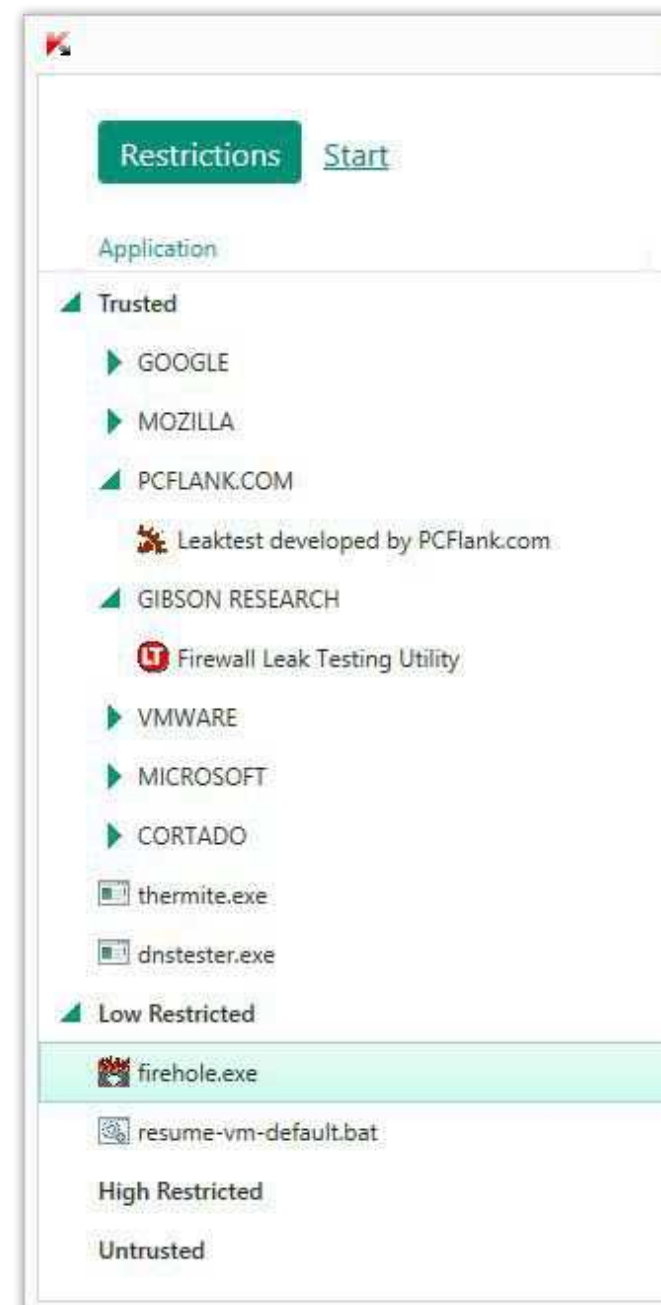 Restrictions Start
Application
Trusted
GOOGLE
MOZILLA
PCFLANK.COM
Leaktest developed by PCFlank.com
GIBSON RESEARCH
LT Firewall Leak Testing Utility
VMWARE
MICROSOFT
CORTADO
thermite.exe
dnstester.exe
Low Restricted
firehole.exe
resume-vm-default.bat
High Restricted
Untrusted